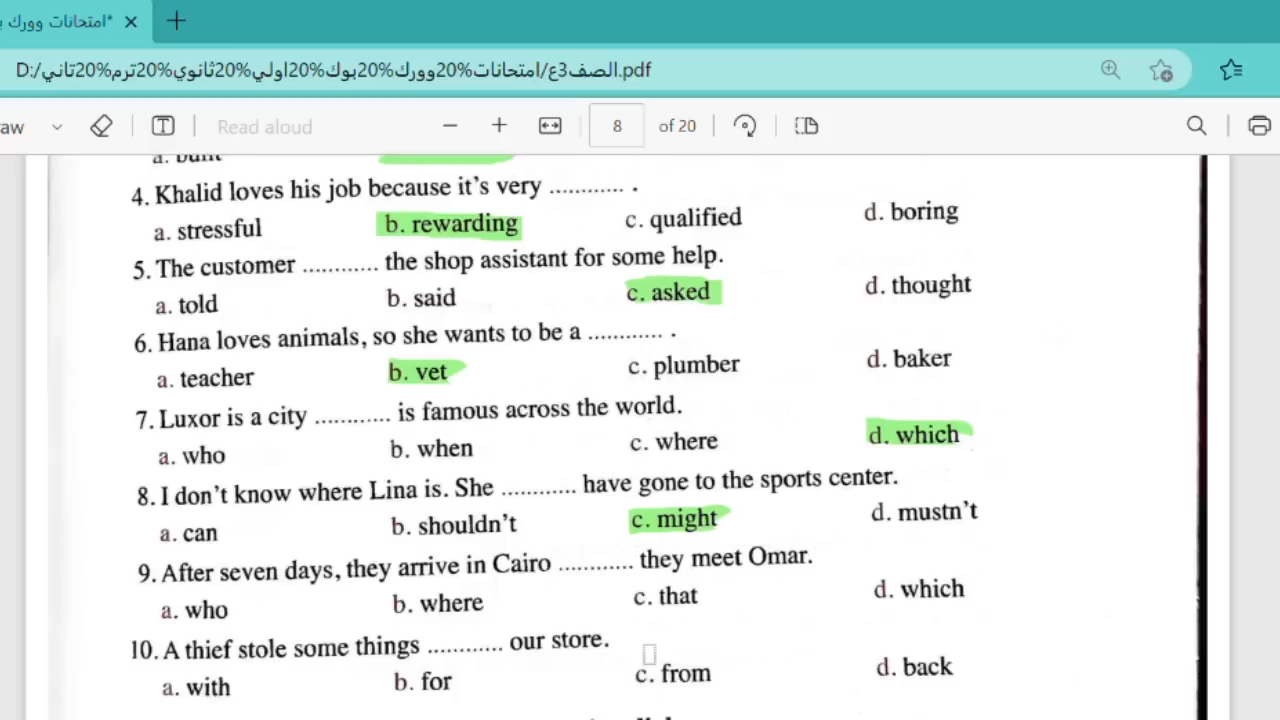 *امتحانات وورك ب
D:/الصف3ع/امتحانات%20وورك%20بوك%20اولي%20ثانوي%20ترم%20تاني.pdf
aw Read aloud 8 of 20
4. Khalid loves his job because it's very ............ .
a. stressful b. rewarding c. qualified d. boring
5. The customer ............ the shop assistant for some help.
a. told b. said c. asked d. thought
6. Hana loves animals, so she wants to be a ............ .
a. teacher b. vet c. plumber d. baker
7. Luxor is a city ............ is famous across the world.
a. who b. when c. where d. which
8. I don't know where Lina is. She ............ have gone to the sports center.
a. can b. shouldn't c. might d. mustn't
9. After seven days, they arrive in Cairo ............ they meet Omar.
a. who b. where c. that d. which
10. A thief stole some things ............ our store.
a. with b. for c. from d. back